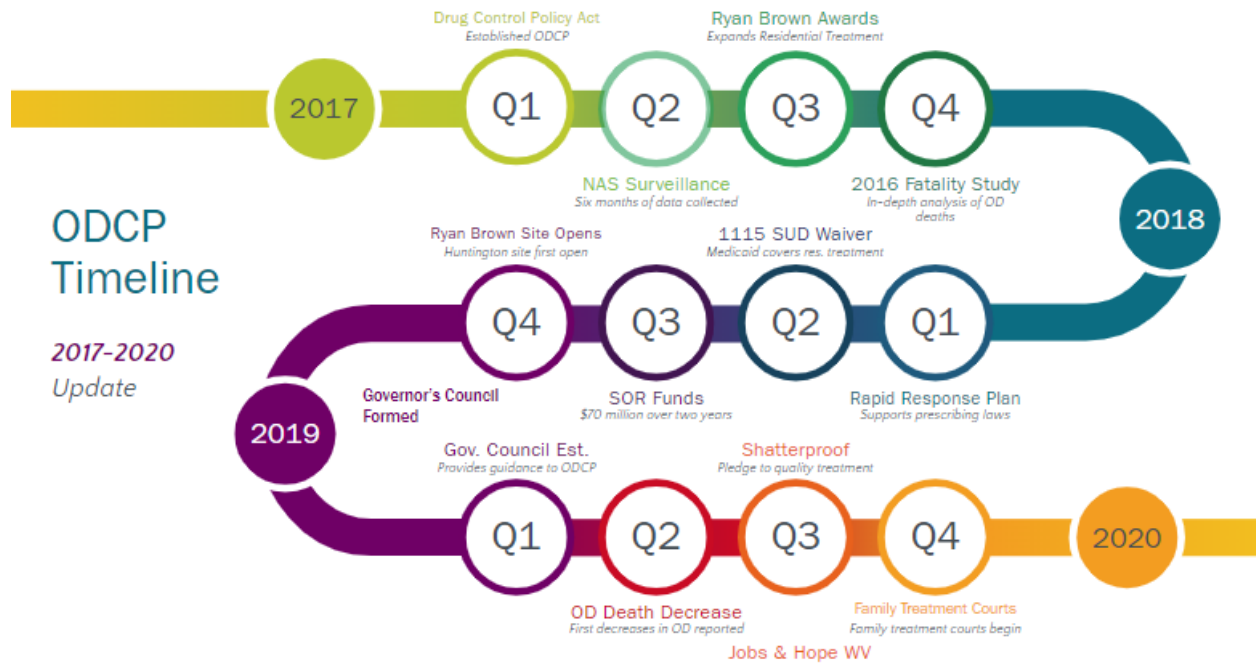 Drug Control Policy Act
Established ODCP
Ryan Brown Awards
Expands Residential Treatment
2017
Q1
Q2
Q3
Q4
NAS Surveillance
Six months of data collected
2016 Fatality Study
In-depth analysis of OD
deaths
2018
ODCP
Timeline
2017-2020
Update
Ryan Brown Site Opens
Huntington site first open
1115 SUD Waiver
Medicaid covers res. treatment
Q4
Q3
Q2
Q1
Governor's Council
Formed
SOR Funds
$70 million over two years
Rapid Response Plan
Supports prescribing laws
2019
Gov. Council Est.
Provides guidance to ODCP
Shatterproof
Pledge to quality treatment
Q1
Q2
Q3
Q4
2020
OD Death Decrease
First decreases in OD reported
Family Treatment Courts
Family treatment courts begin
Jobs & Hope WV